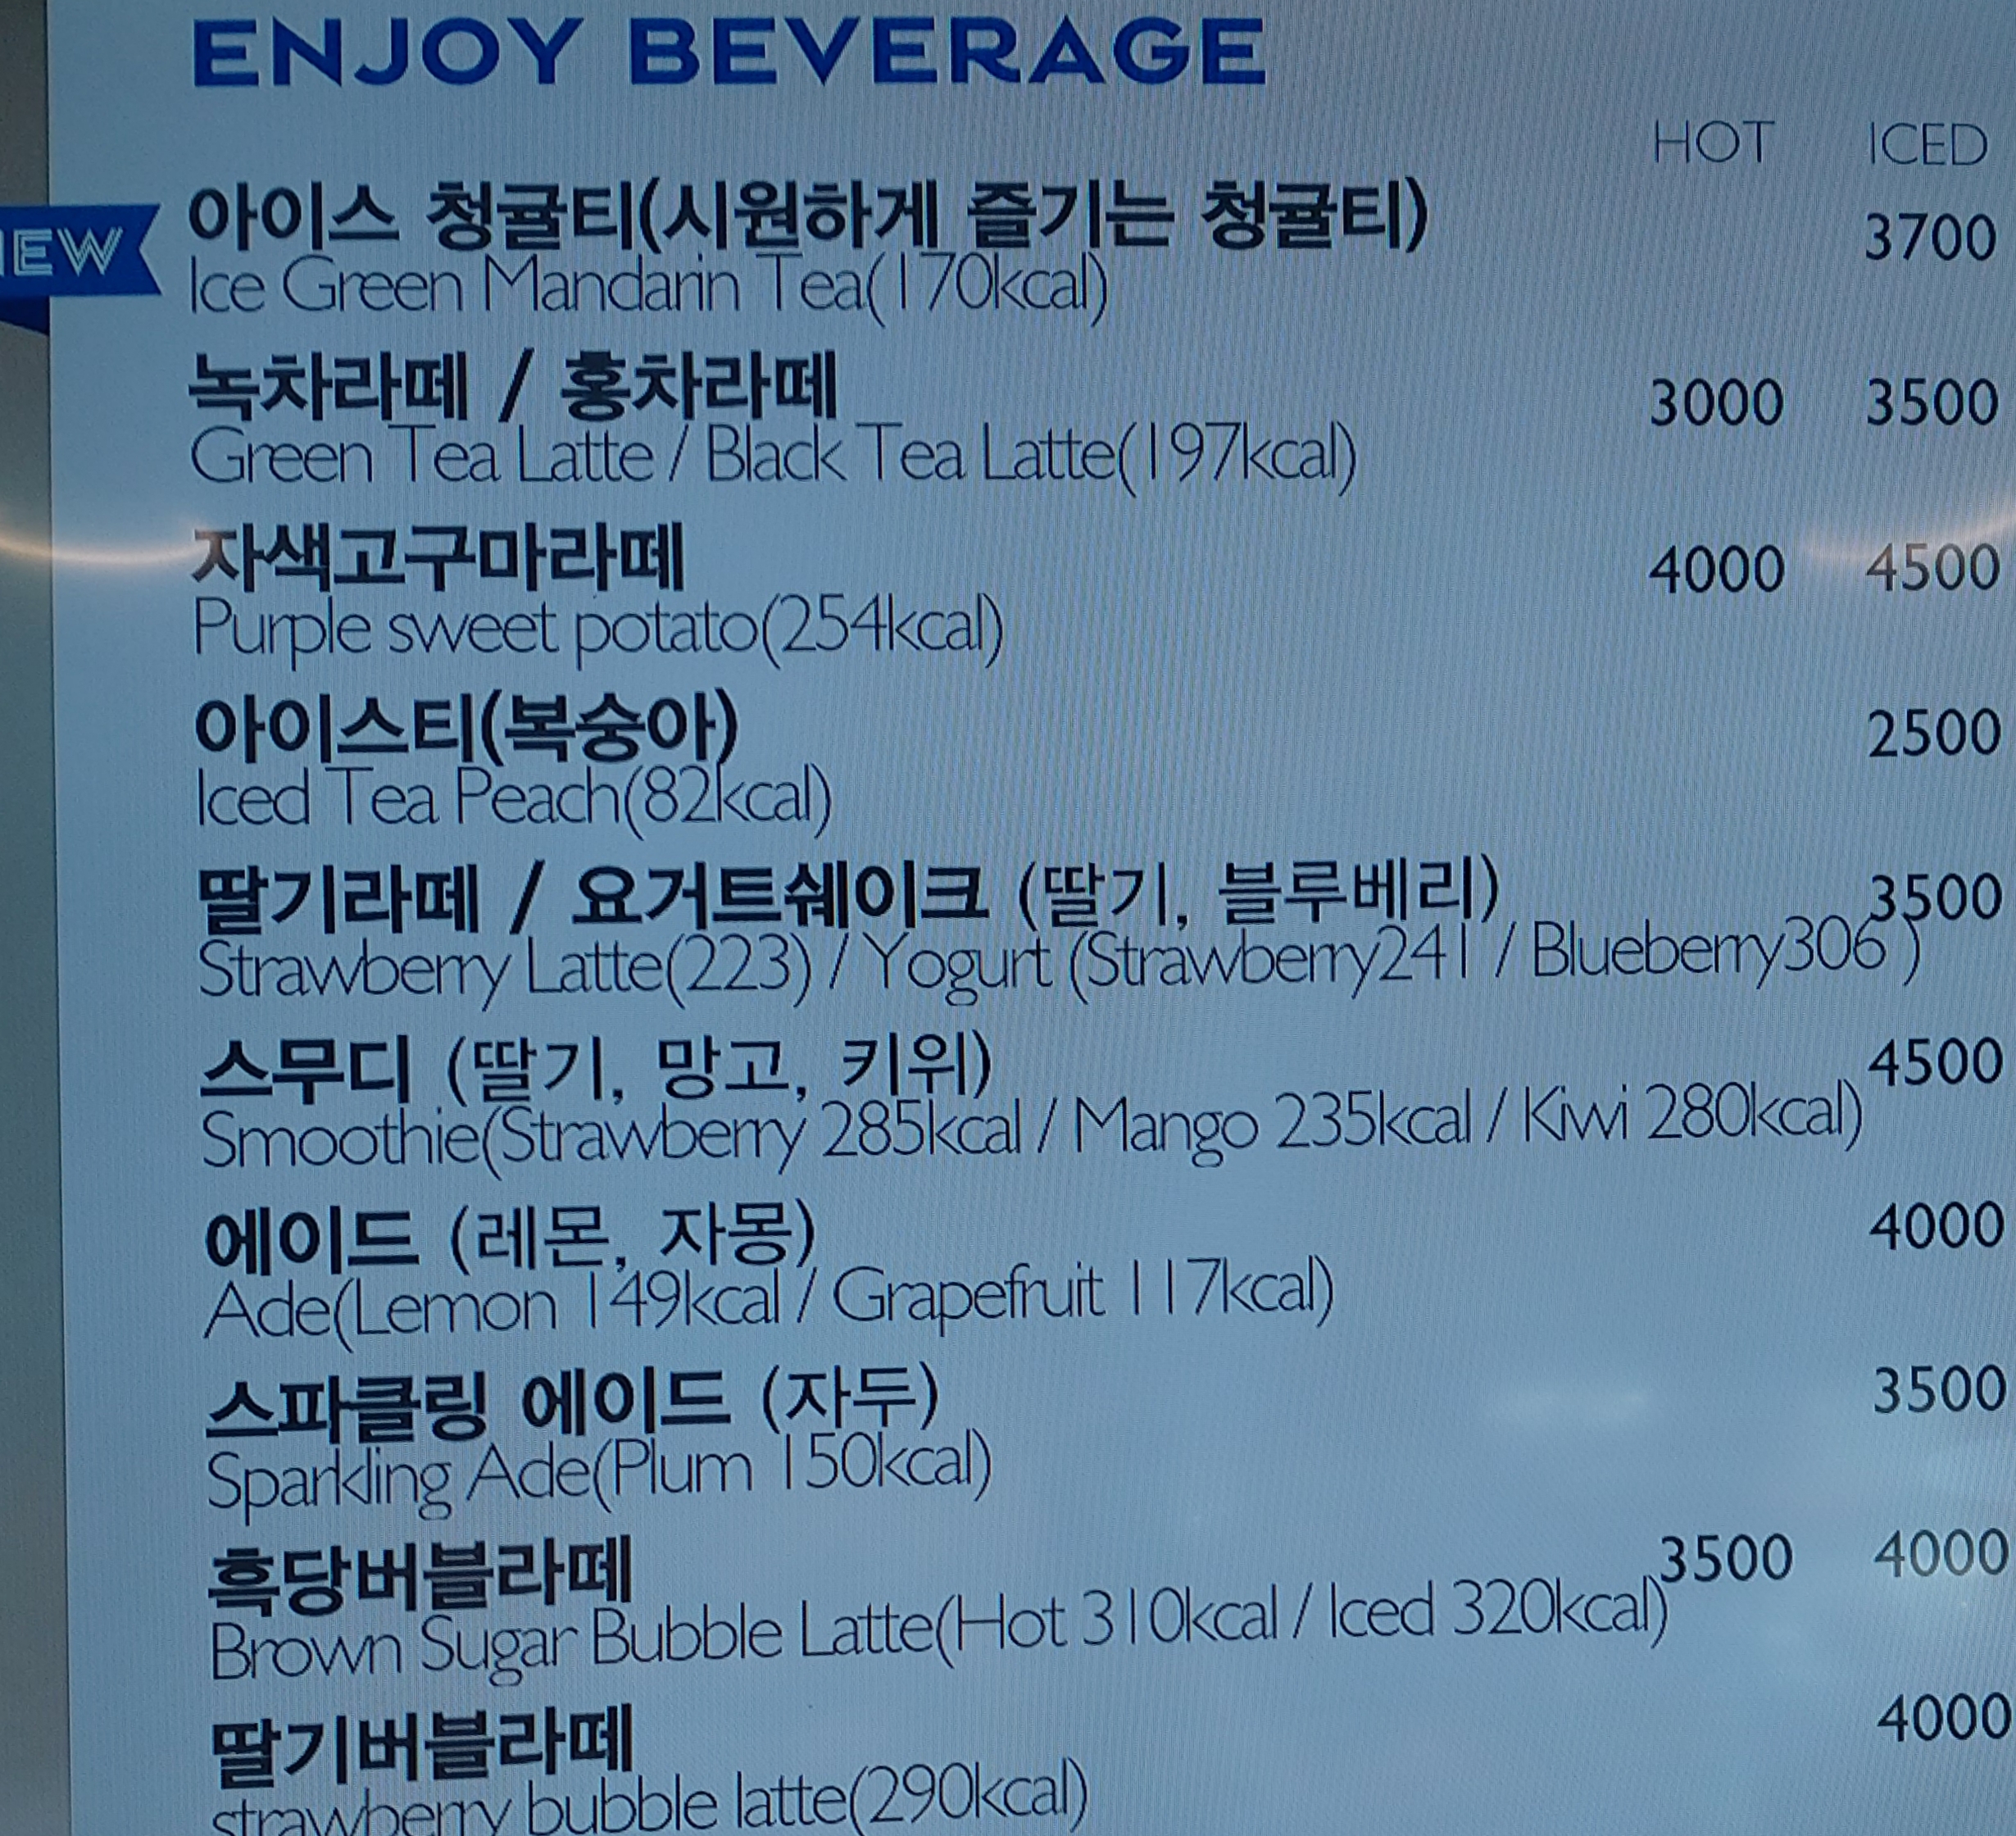 ENJOY BEVERAGE
HOT ICED
아이스 청귤티(시원하게 즐기는 청귤티) 3700
Ice Green Mandarin Tea(170kcal)
녹차라떼 / 홍차라떼 3000 3500
Green Tea Latte / Black Tea Latte(197kcal)
자색고구마라떼 4000 4500
Purple sweet potato(254kcal)
아이스티(복숭아) 2500
Iced Tea Peach(82kcal)
딸기라떼 / 요거트쉐이크 (딸기, 블루베리) 3500
Strawberry Latte(223) / Yogurt (Strawberry241 / Blueberry306 )
스무디 (딸기, 망고, 키위) 4500
Smoothie(Strawberry 285kcal / Mango 235kcal / Kiwi 280kcal)
에이드 (레몬, 자몽) 4000
Ade(Lemon 149kcal / Grapefruit 117kcal)
스파클링 에이드 (자두) 3500
Sparkling Ade(Plum 150kcal)
흑당버블라떼 3500 4000
Brown Sugar Bubble Latte(Hot 310kcal / Iced 320kcal)
딸기버블라떼 4000
strawberry bubble latte(290kcal)